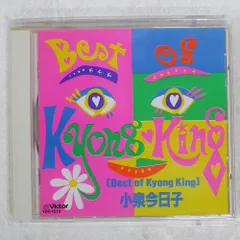 Best of
Kyong King
(Best of Kyong King)
小泉今日子
Victor